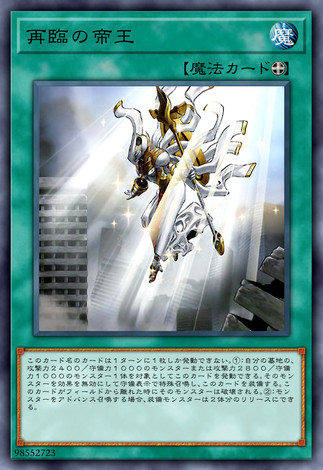 再臨の帝王
魔
【魔法カード】
このカード名のカードは1ターンに1枚しか発動できない。①:自分の墓地の、
攻撃力2400/守備力1000のモンスターまたは攻撃力2800/守備
力1000のモンスター1体を対象としてこのカードを発動できる。そのモン
スターを効果を無効にして守備表示で特殊召喚し、このカードを装備する。こ
のカードがフィールドから離れた時にそのモンスターは破壊される。②:モン
スターをアドバンス召喚する場合、装備モンスターは2体分のリリースにでき
る。
98552723